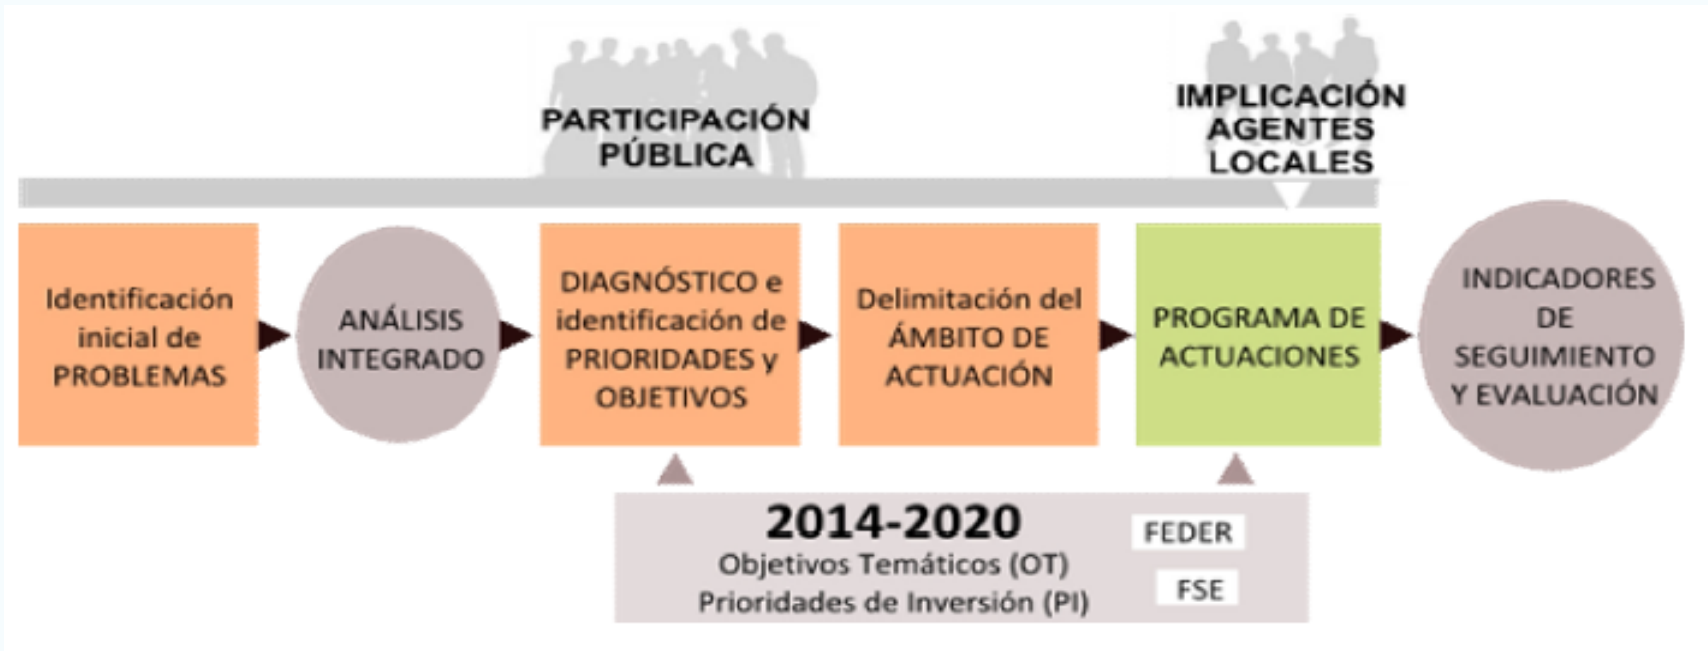 PARTICIPACIÓN
PÚBLICA
IMPLICACIÓN
AGENTES
LOCALES
Identificación
inicial de
PROBLEMAS
ANÁLISIS
INTEGRADO
DIAGNÓSTICO e
identificación de
PRIORIDADES y
OBJETIVOS
Delimitación del
ÁMBITO DE
ACTUACIÓN
PROGRAMA DE
ACTUACIONES
INDICADORES
DE
SEGUIMIENTO
Y EVALUACIÓN
2014-2020
Objetivos Temáticos (OT)
Prioridades de Inversión (PI)
FEDER
FSE